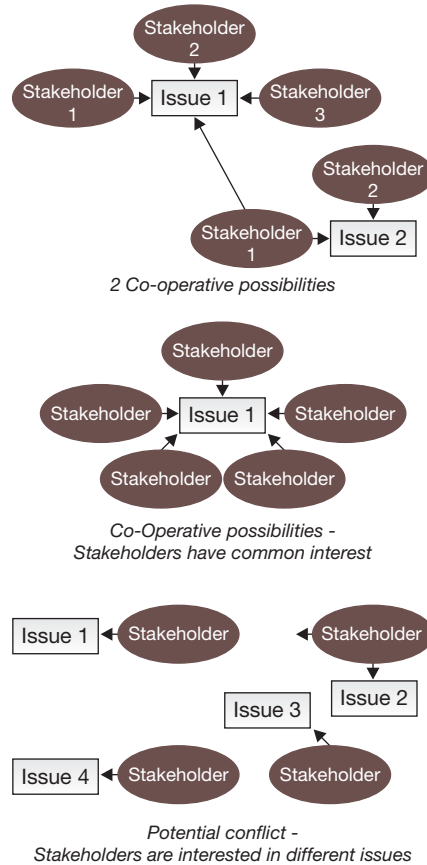 Stakeholder
2
Stakeholder
1
Issue 1
Stakeholder
3
Stakeholder
2
Stakeholder
1
Issue 2
2 Co-operative possibilities
Stakeholder
Stakeholder
Issue 1
Stakeholder
Stakeholder
Stakeholder
Co-Operative possibilities -
Stakeholders have common interest
Issue 1
Stakeholder
Stakeholder
Issue 2
Issue 3
Issue 4
Stakeholder
Stakeholder
Potential conflict -
Stakeholders are interested in different issues